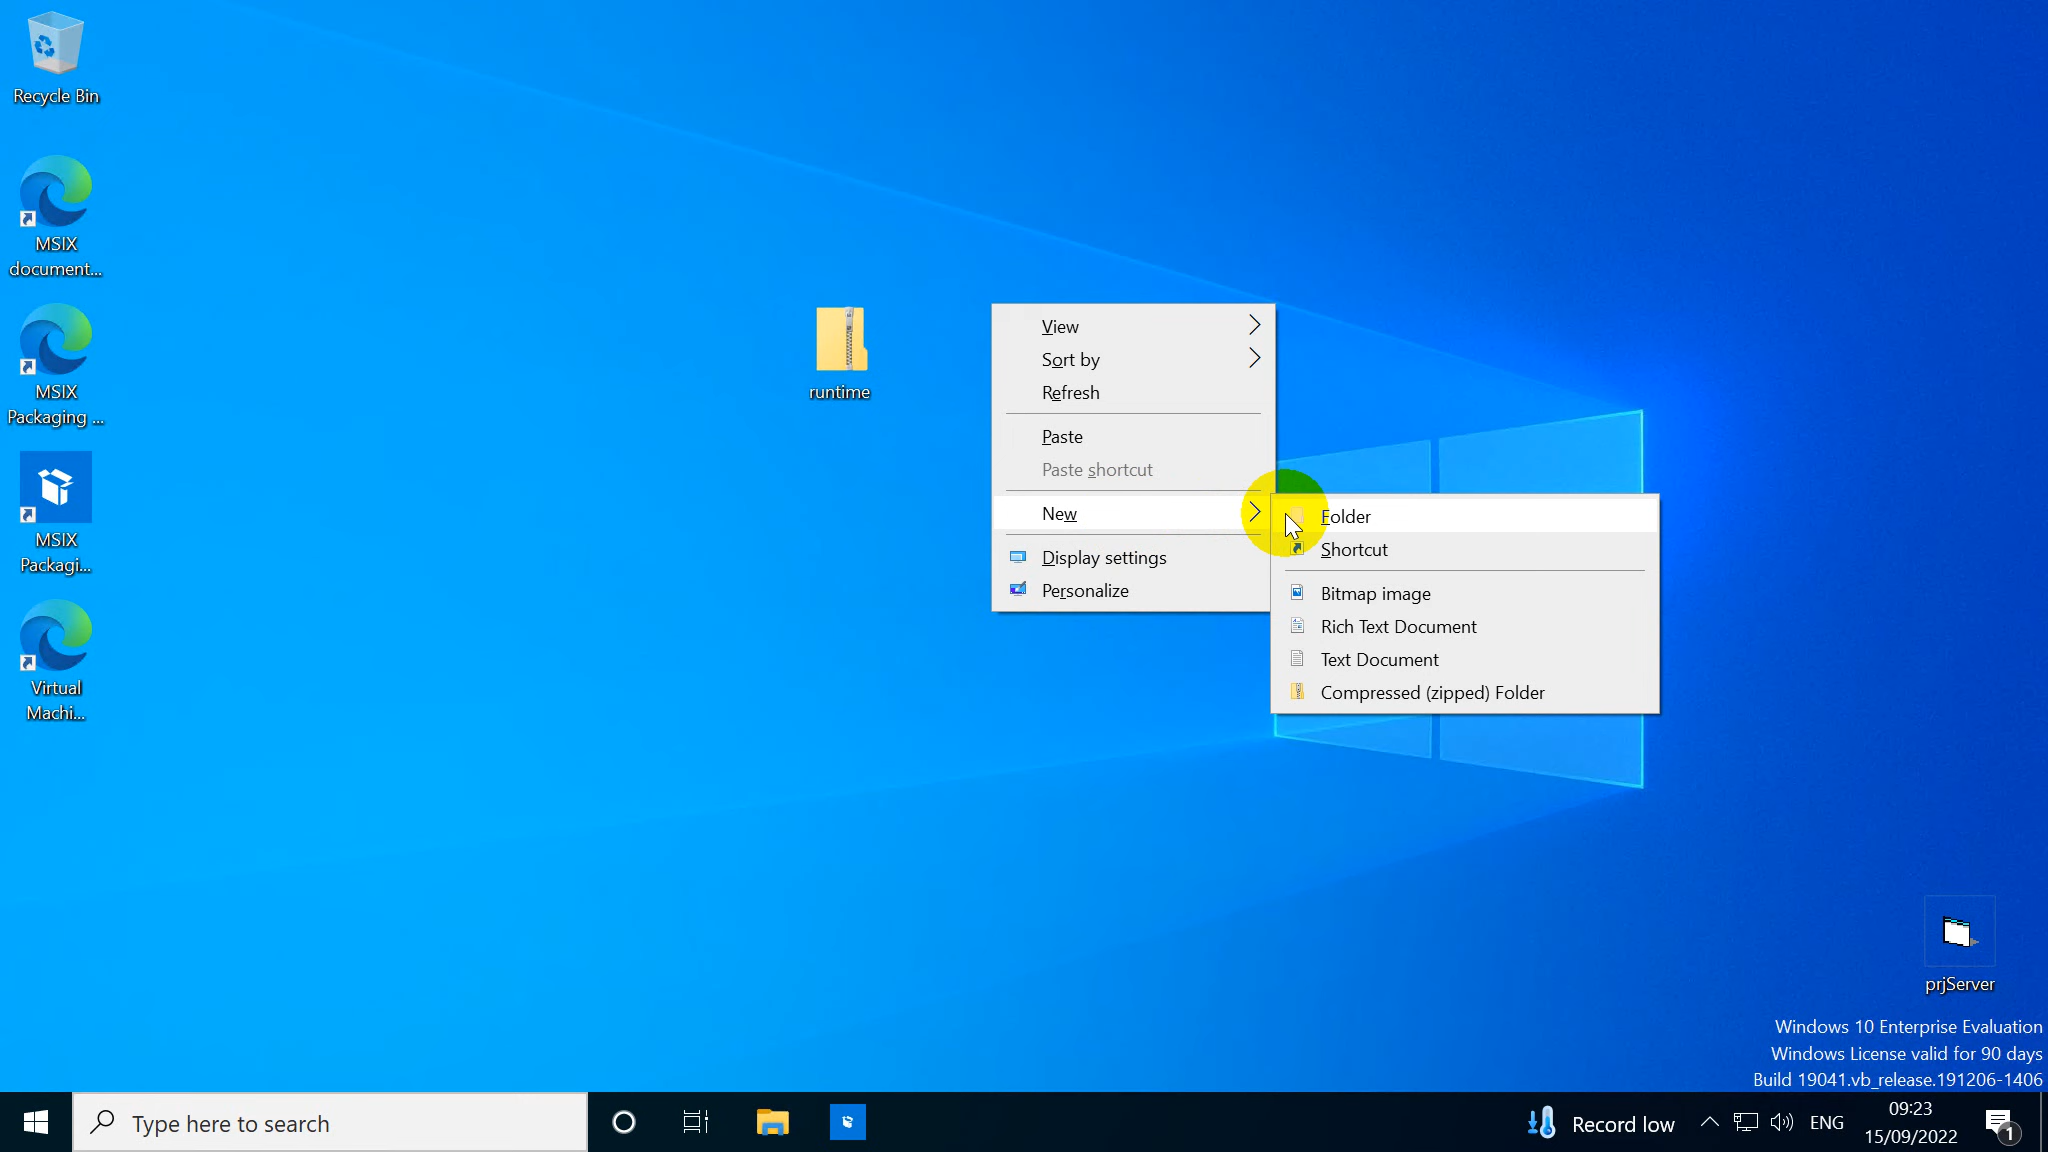 Recycle Bin
MSIX
document...
MSIX
Packaging ...
MSIX
Packagi...
Virtual
Machi...
runtime
View
Sort by
Refresh
Paste
Paste shortcut
New
Display settings
Personalize
Folder
Shortcut
Bitmap image
Rich Text Document
Text Document
Compressed (zipped) Folder
prjServer
Windows 10 Enterprise Evaluation
Windows License valid for 90 days
Build 19041.vb_release.191206-1406
Type here to search
Record low
ENG
09:23
15/09/2022
1